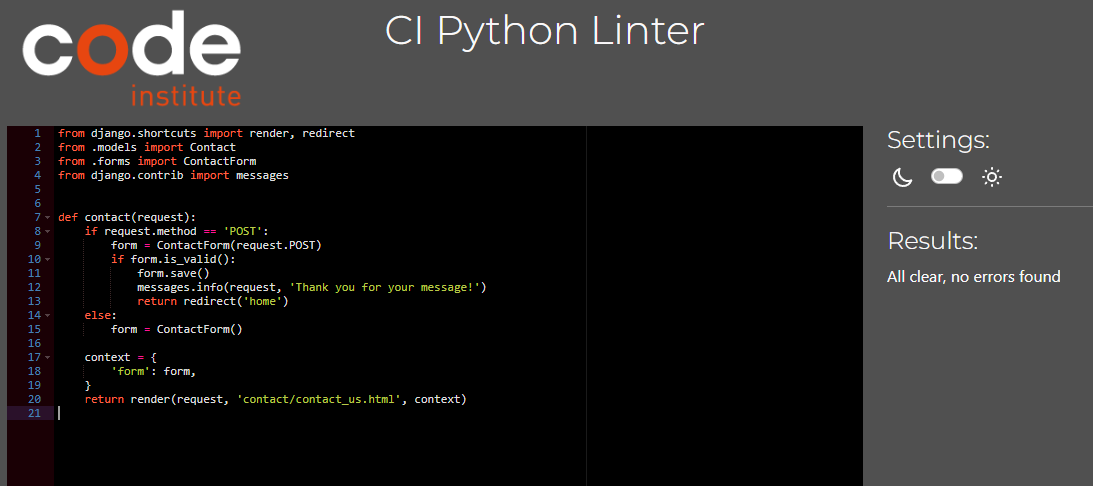 code
institute
CI Python Linter
1 from django.shortcuts import render, redirect
2 from .models import Contact
3 from .forms import ContactForm
4 from django.contrib import messages
5
6
7 def contact(request):
8     if request.method == 'POST':
9         form = ContactForm(request.POST)
10         if form.is_valid():
11             form.save()
12             messages.info(request, 'Thank you for your message!')
13             return redirect('home')
14     else:
15         form = ContactForm()
16
17     context = {
18         'form': form,
19     }
20     return render(request, 'contact/contact_us.html', context)
21
Settings:
Results:
All clear, no errors found